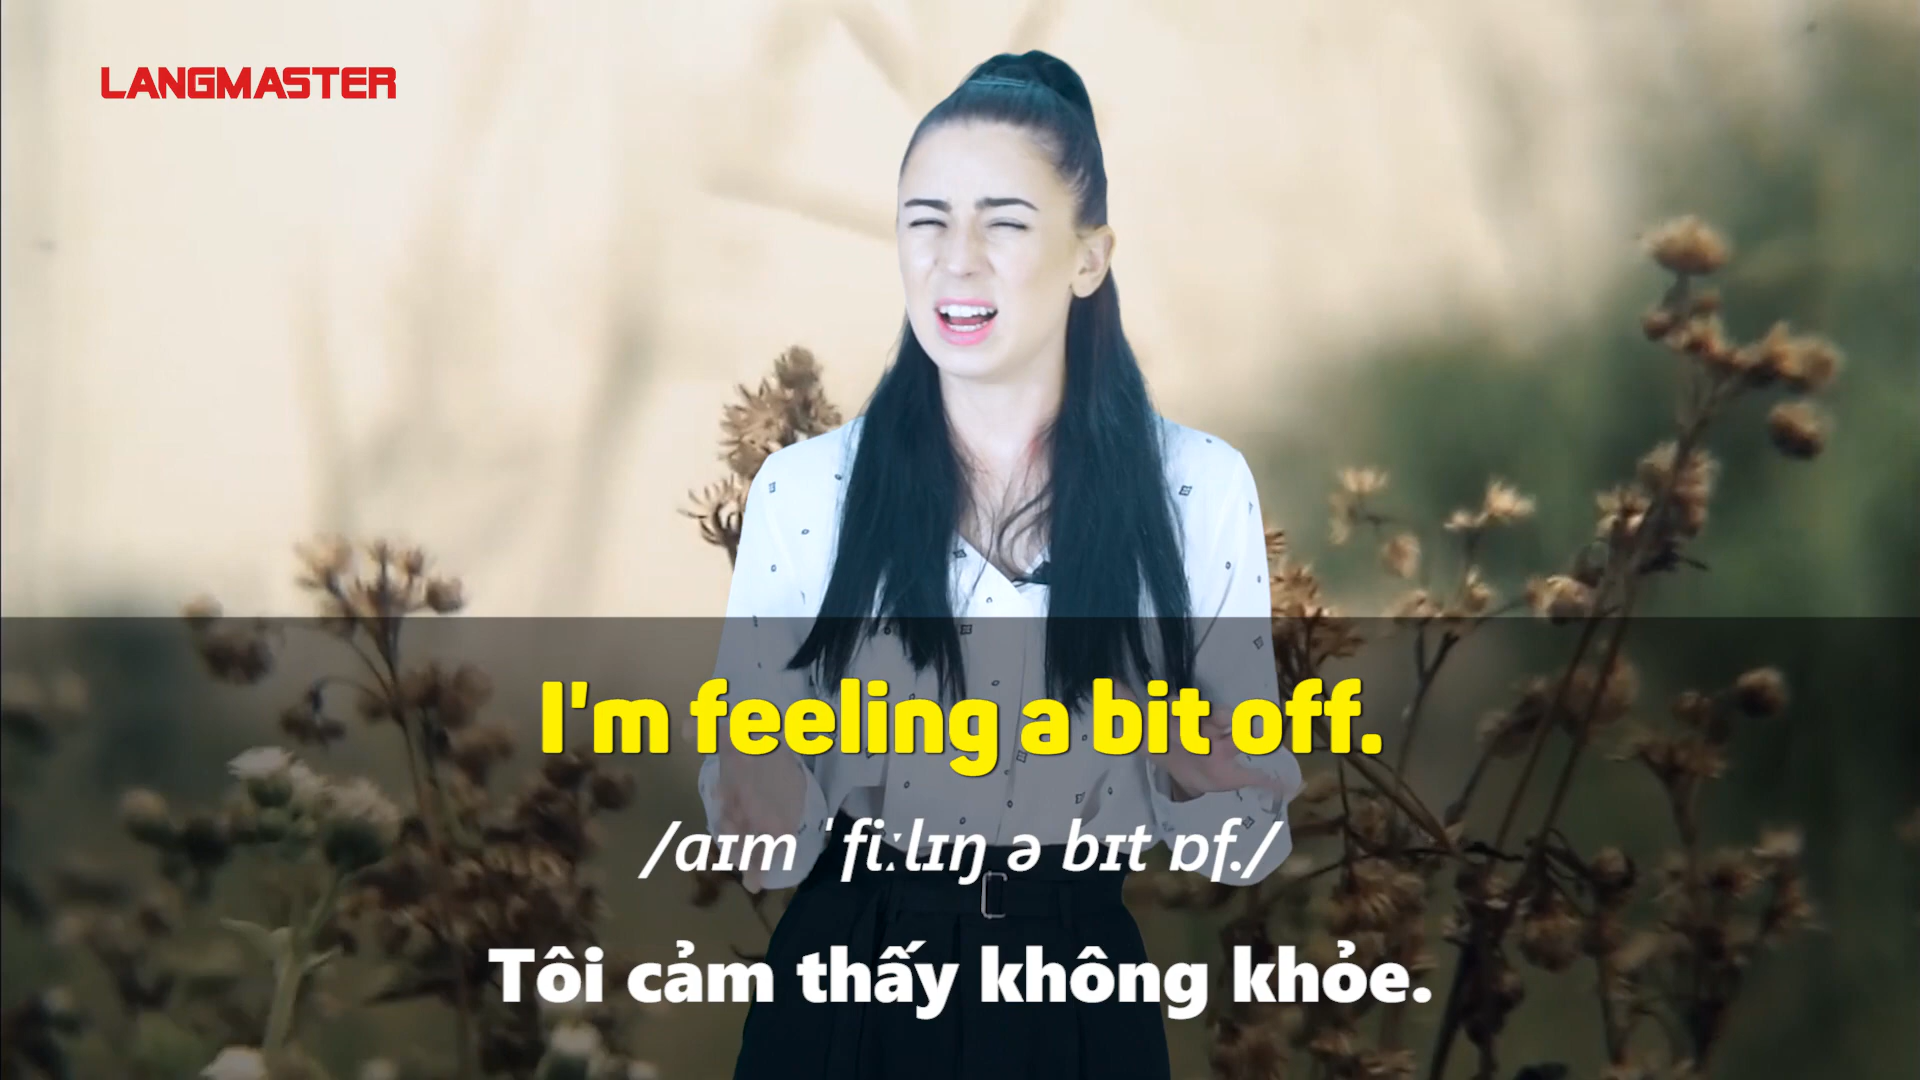 LANGMASTER
I'm feeling a bit off.
/aɪm ˈfiːlɪŋ ə bɪt ɒf./
Tôi cảm thấy không khỏe.